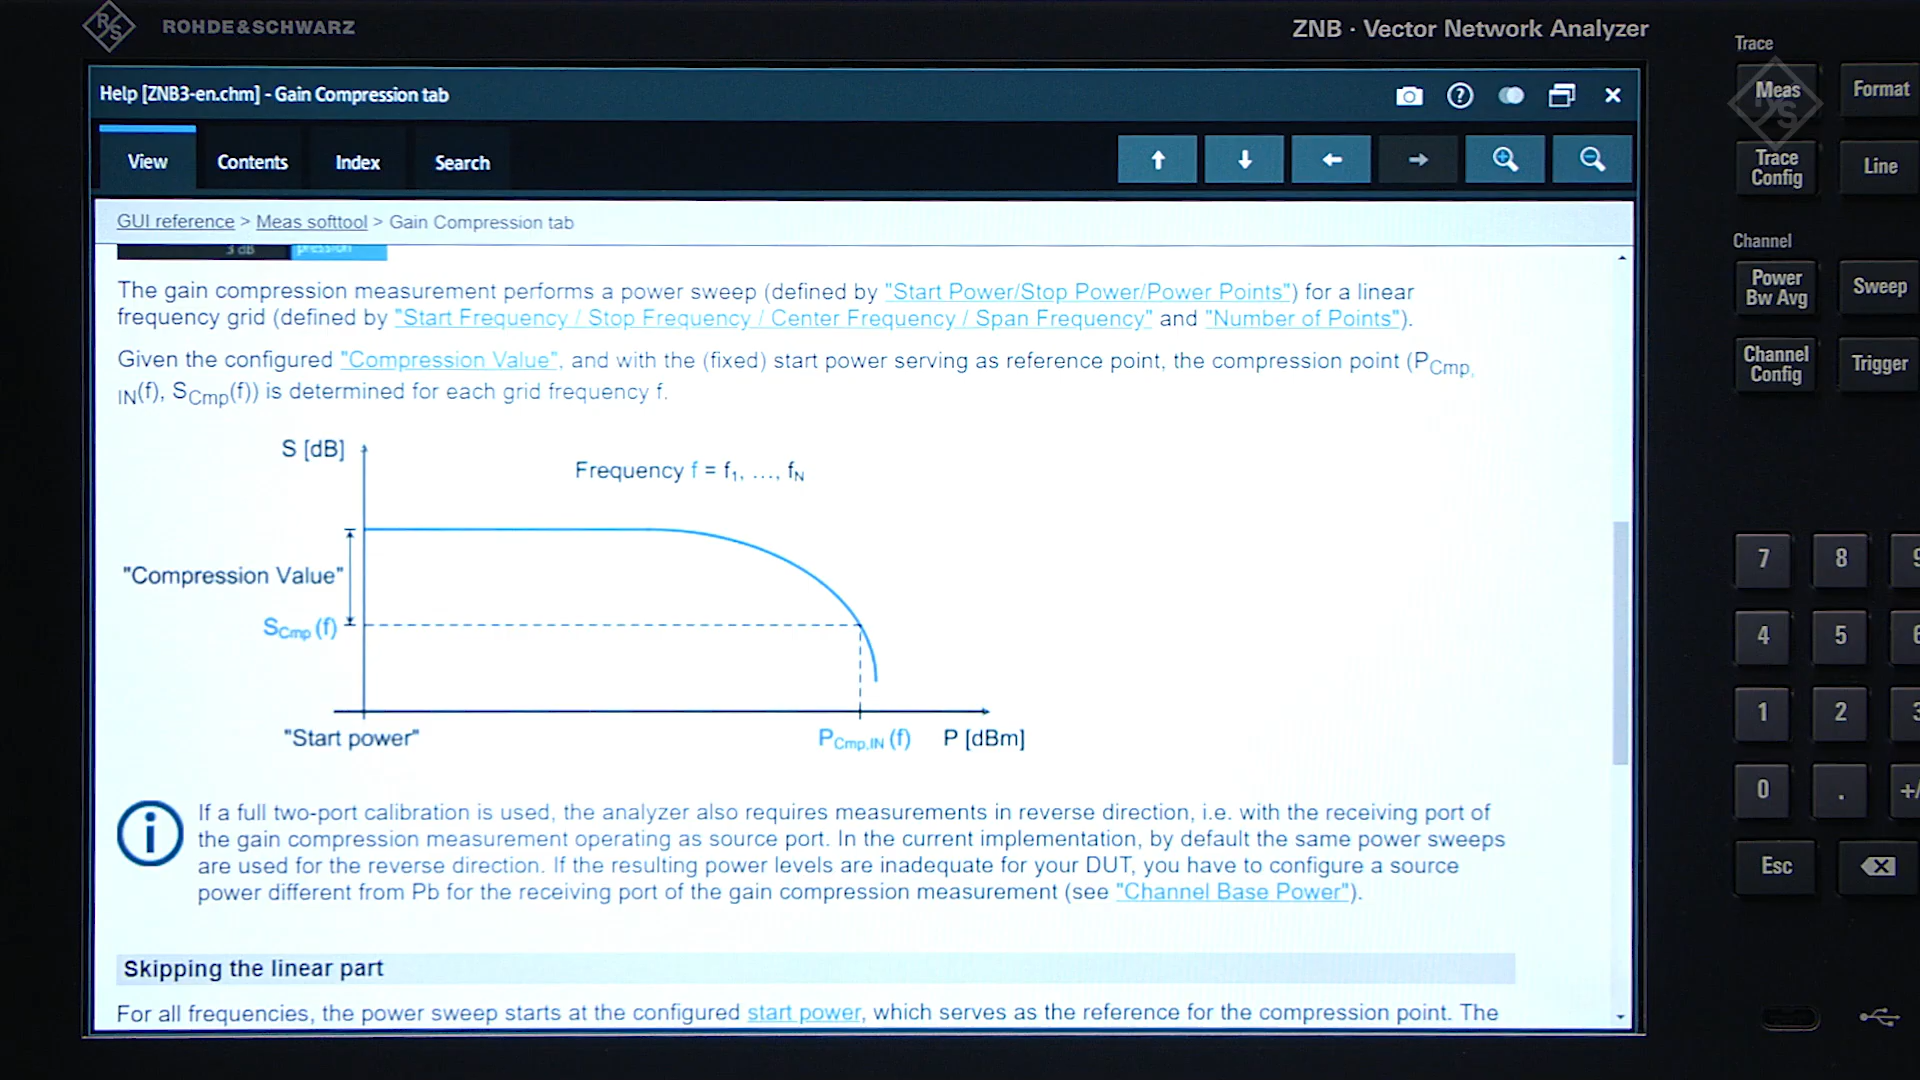 ROHDE&SCHWARZ
ZNB · Vector Network Analyzer
Help [ZNB3-en.chm] - Gain Compression tab
View
Contents
Index
Search
GUI reference > Meas softtool > Gain Compression tab
3 dB
pression
The gain compression measurement performs a power sweep (defined by "Start Power/Stop Power/Power Points") for a linear
frequency grid (defined by "Start Frequency / Stop Frequency / Center Frequency / Span Frequency" and "Number of Points").
Given the configured "Compression Value", and with the (fixed) start power serving as reference point, the compression point (PCmp,
IN(f), SCmp(f)) is determined for each grid frequency f.
S [dB]
Frequency f = f1, ..., fN
"Compression Value"
SCmp (f)
"Start power"
PCmp,IN (f)
P [dBm]
If a full two-port calibration is used, the analyzer also requires measurements in reverse direction, i.e. with the receiving port of
the gain compression measurement operating as source port. In the current implementation, by default the same power sweeps
are used for the reverse direction. If the resulting power levels are inadequate for your DUT, you have to configure a source
power different from Pb for the receiving port of the gain compression measurement (see "Channel Base Power").
Skipping the linear part
For all frequencies, the power sweep starts at the configured start power, which serves as the reference for the compression point. The
Trace
Meas
Format
Trace
Config
Line
Channel
Power
Bw Avg
Sweep
Channel
Config
Trigger
7
8
4
5
1
2
0
.
Esc
R
S